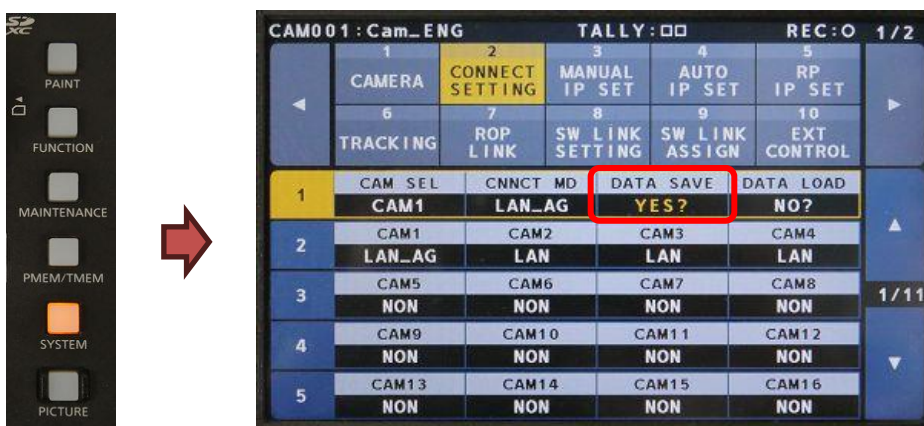 SD
XC
PAINT
FUNCTION
MAINTENANCE
PMEM/TMEM
SYSTEM
PICTURE
CAM001:Cam_ENG TALLY:□□ REC:O 1/2
1 2 3 4 5
CAMERA CONNECT SETTING MANUAL IP SET AUTO IP SET RP IP SET
6 7 8 9 10
TRACKING ROP LINK SW LINK SETTING SW LINK ASSIGN EXT CONTROL
1 CAM SEL CNNCT MD DATA SAVE DATA LOAD
CAM1 LAN_AG YES? NO?
2 CAM1 CAM2 CAM3 CAM4
LAN_AG LAN LAN LAN
1/11
3 CAM5 CAM6 CAM7 CAM8
NON NON NON NON
4 CAM9 CAM10 CAM11 CAM12
NON NON NON NON
5 CAM13 CAM14 CAM15 CAM16
NON NON NON NON